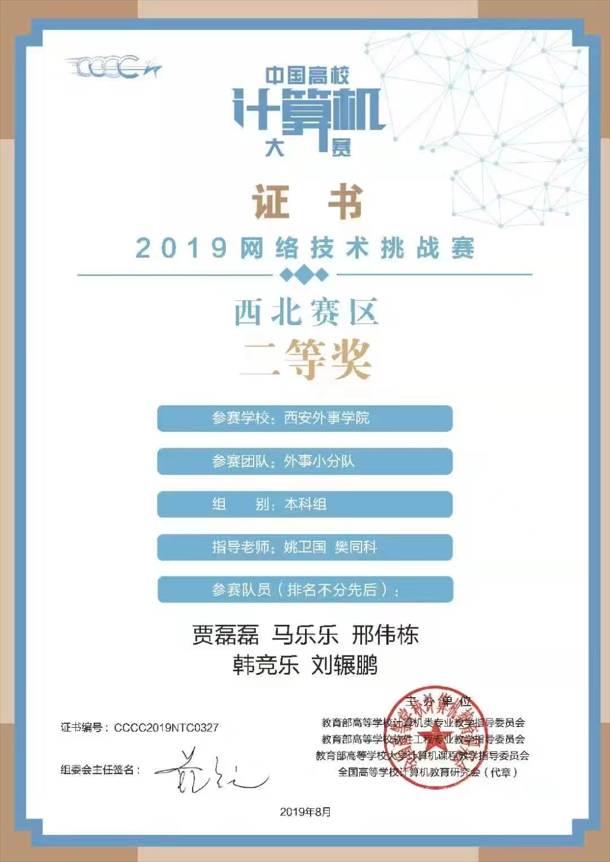 CCCC
中国高校
计算机
大赛
证书
2019网络技术挑战赛
西北赛区
二等奖
参赛学校：西安外事学院
参赛团队：外事小分队
组 别：本科组
指导老师：姚卫国 樊同科
参赛队员（排名不分先后）：
贾磊磊 马乐乐 邢伟栋
韩竞乐 刘辗鹏
主办单位
证书编号：CCCC2019NTC0327
教育部高等学校计算机类专业教学指导委员会
教育部高等学校软件工程专业教学指导委员会
教育部高等学校大学计算机课程教学指导委员会
组委会主任签名：
全国高等学校计算机教育研究会（代章）
2019年8月